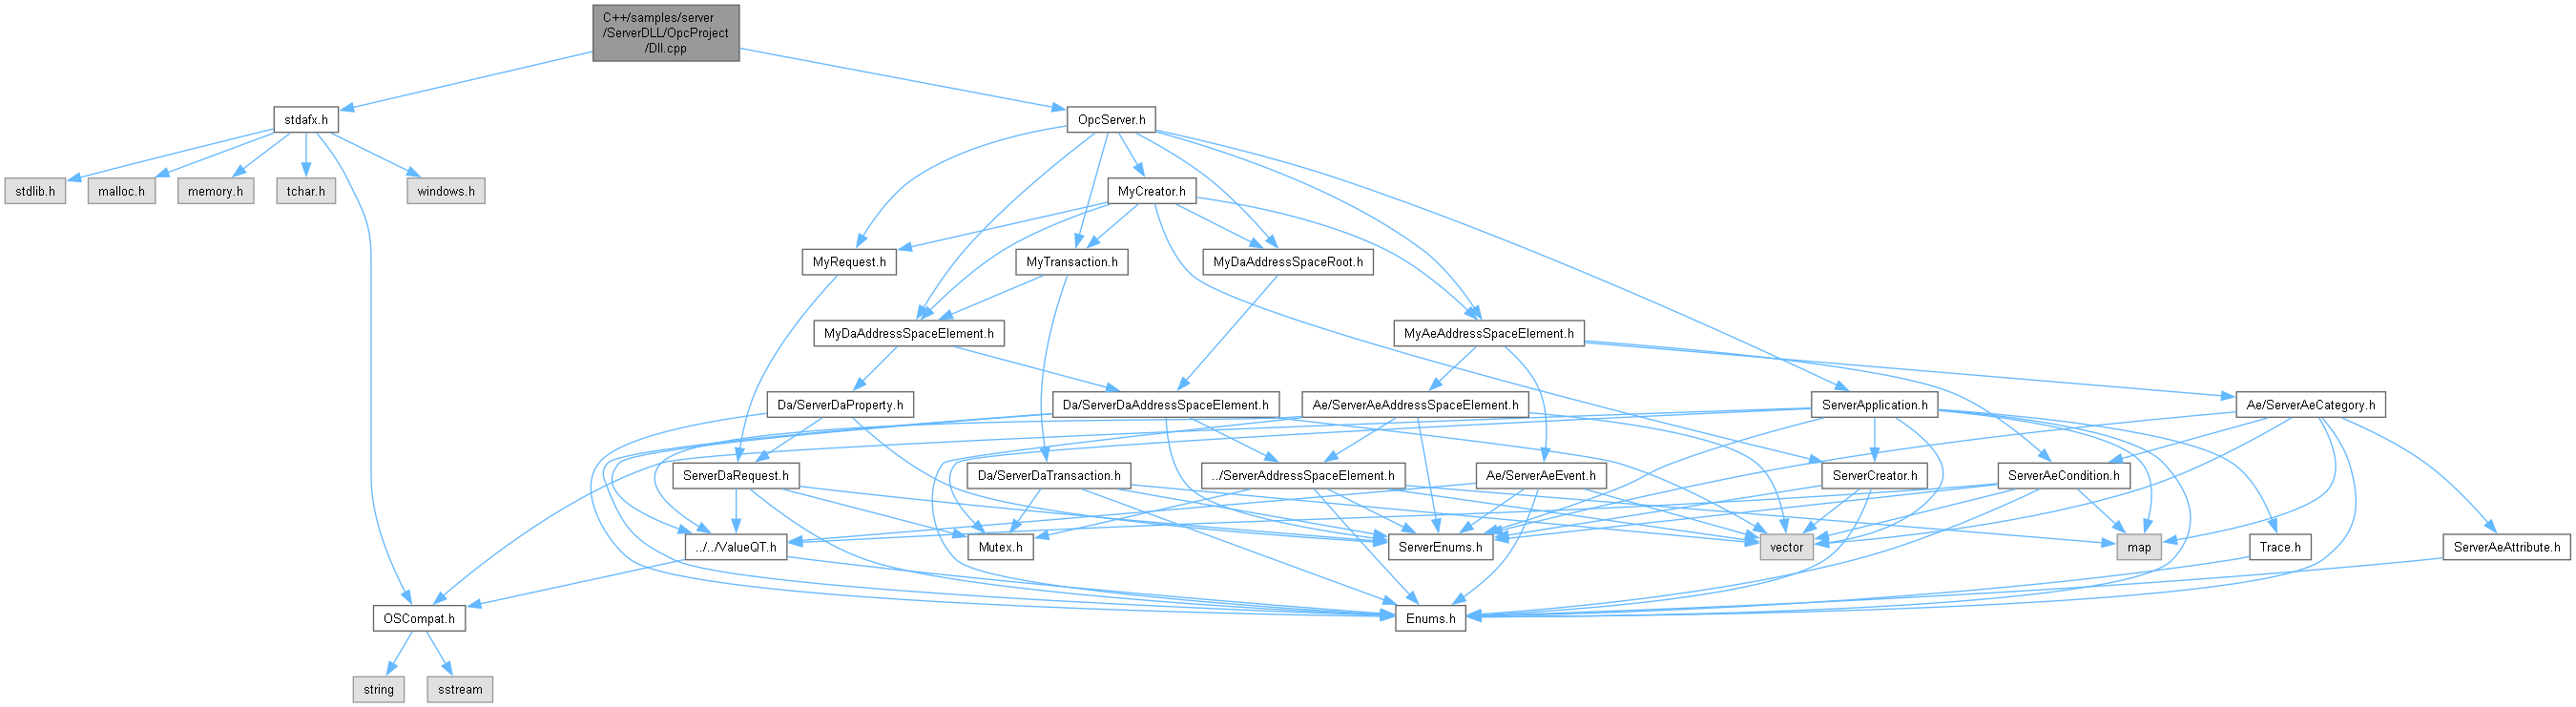 C++/samples/server
/ServerDLL/OpcProject
/Dll.cpp
stdafx.h
OpcServer.h
stdlib.h
malloc.h
memory.h
tchar.h
windows.h
MyCreator.h
MyRequest.h
MyTransaction.h
MyDaAddressSpaceRoot.h
MyDaAddressSpaceElement.h
MyAeAddressSpaceElement.h
Da/ServerDaProperty.h
Da/ServerDaAddressSpaceElement.h
Ae/ServerAeAddressSpaceElement.h
ServerApplication.h
Ae/ServerAeCategory.h
ServerDaRequest.h
Da/ServerDaTransaction.h
../ServerAddressSpaceElement.h
Ae/ServerAeEvent.h
ServerCreator.h
ServerAeCondition.h
../../ValueQT.h
Mutex.h
ServerEnums.h
vector
map
Trace.h
ServerAeAttribute.h
OSCompat.h
Enums.h
string
sstream